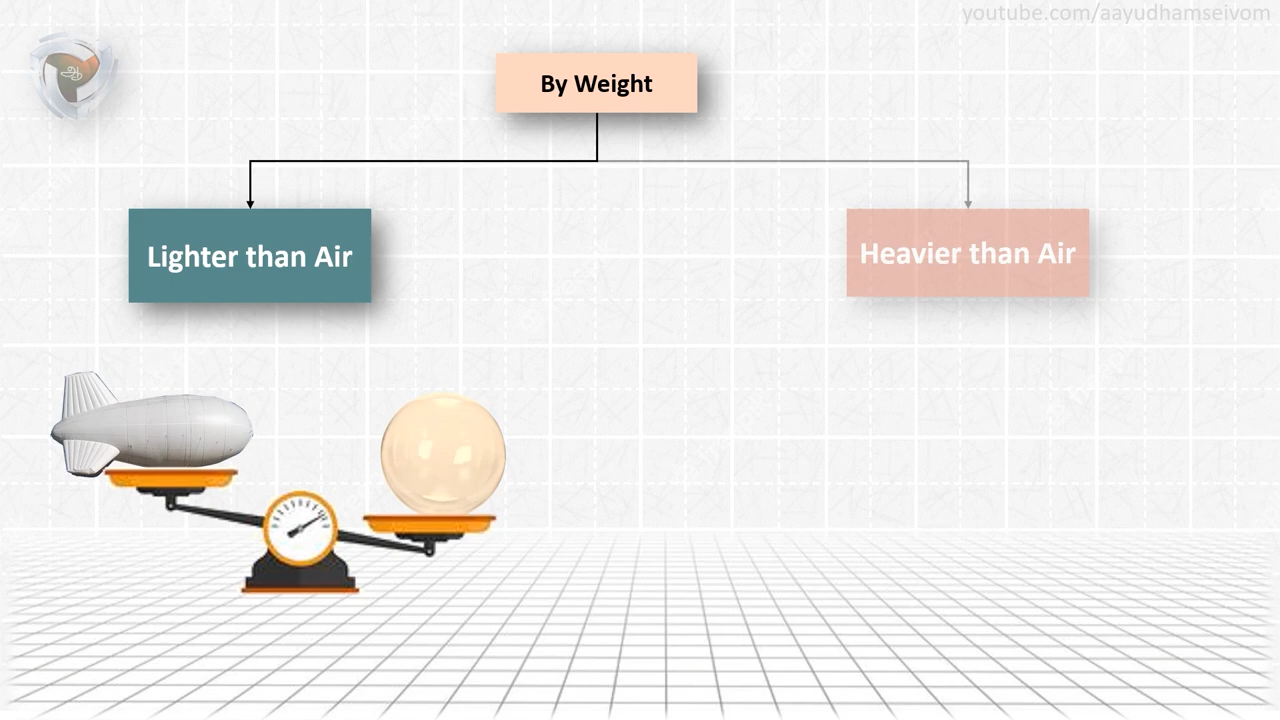 youtube.com/aayudhamseivom
By Weight
Lighter than Air
Heavier than Air